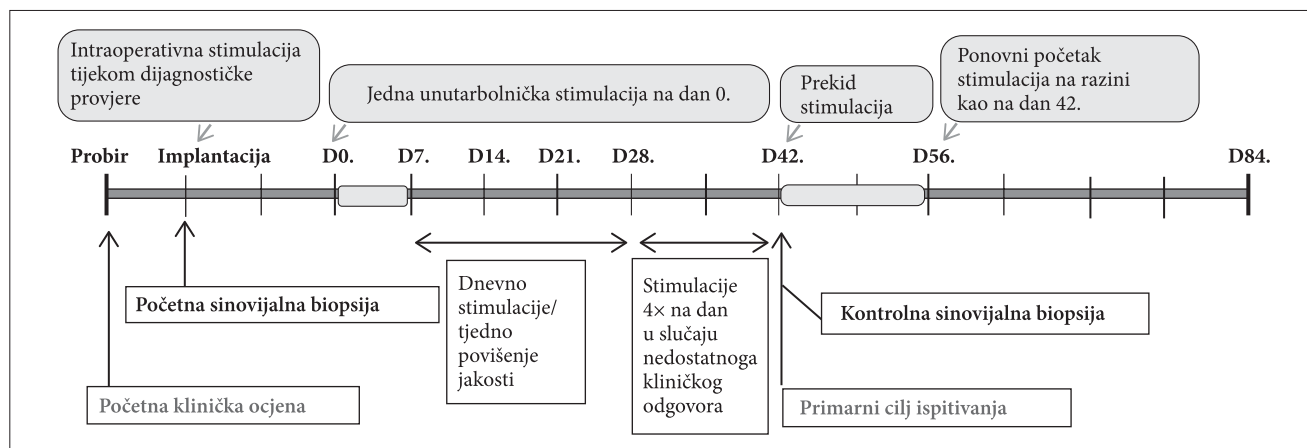 Intraoperativna stimulacija
tijekom dijagnostičke
provjere
Jedna unutarbolnička stimulacija na dan 0.
Prekid
stimulacija
Ponovni početak
stimulacija na razini
kao na dan 42.
Probir
Implantacija
D0.
D7.
D14.
D21.
D28.
D42.
D56.
D84.
Početna sinovijalna biopsija
Početna klinička ocjena
Dnevno
stimulacije/
tjedno
povišenje
jakosti
Stimulacije
4× na dan
u slučaju
nedostatnoga
kliničkog
odgovora
Kontrolna sinovijalna biopsija
Primarni cilj ispitivanja